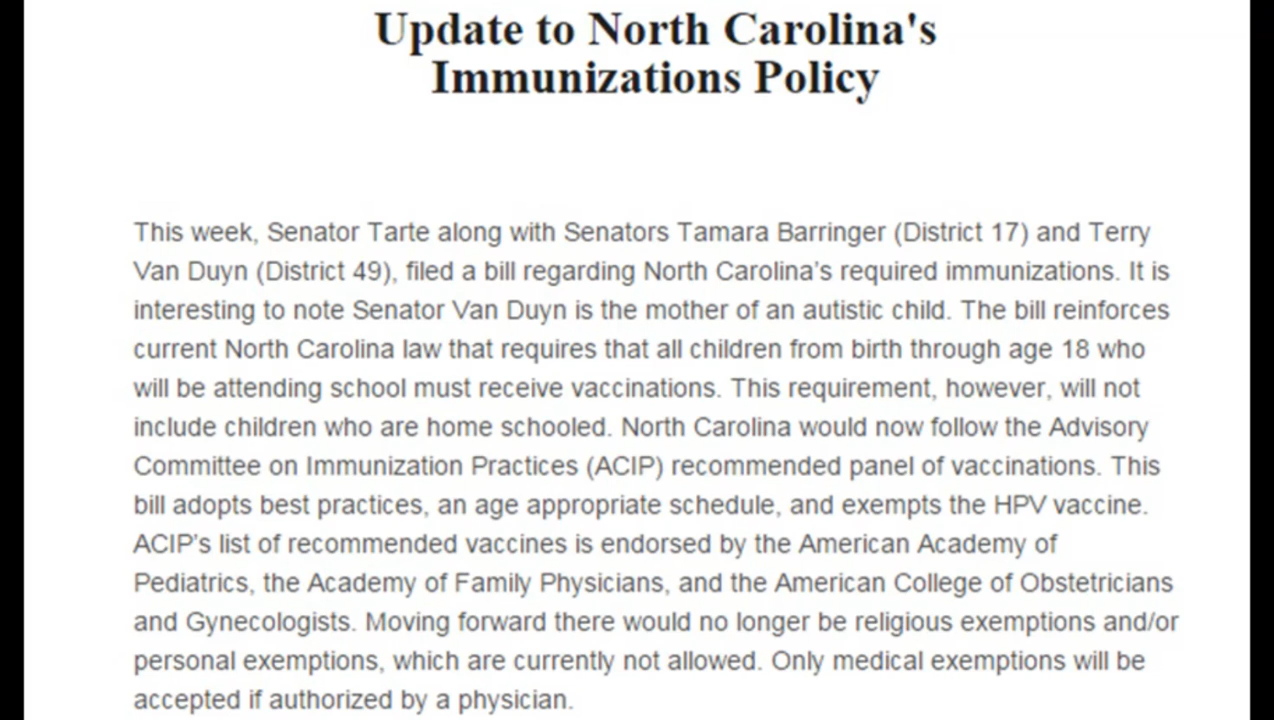 Update to North Carolina's
Immunizations Policy
This week, Senator Tarte along with Senators Tamara Barringer (District 17) and Terry
Van Duyn (District 49), filed a bill regarding North Carolina’s required immunizations. It is
interesting to note Senator Van Duyn is the mother of an autistic child. The bill reinforces
current North Carolina law that requires that all children from birth through age 18 who
will be attending school must receive vaccinations. This requirement, however, will not
include children who are home schooled. North Carolina would now follow the Advisory
Committee on Immunization Practices (ACIP) recommended panel of vaccinations. This
bill adopts best practices, an age appropriate schedule, and exempts the HPV vaccine.
ACIP’s list of recommended vaccines is endorsed by the American Academy of
Pediatrics, the Academy of Family Physicians, and the American College of Obstetricians
and Gynecologists. Moving forward there would no longer be religious exemptions and/or
personal exemptions, which are currently not allowed. Only medical exemptions will be
accepted if authorized by a physician.